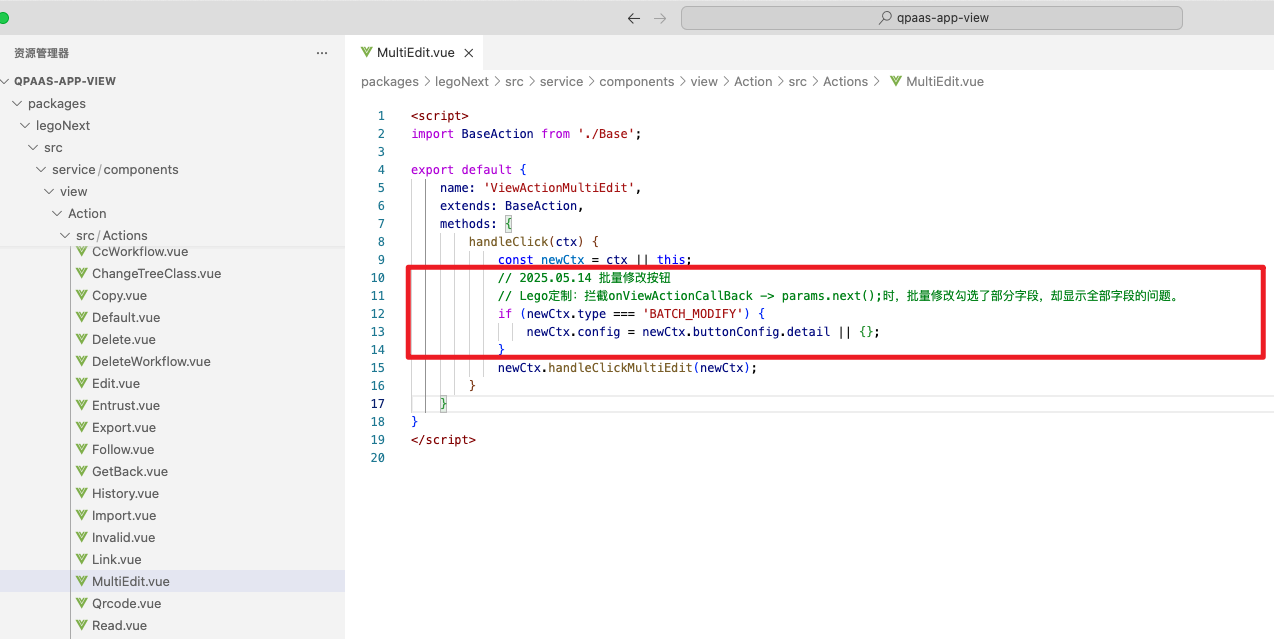 qpaas-app-view
资源管理器
QPAAS-APP-VIEW
packages
legoNext
src
service/components
view
Action
src/Actions
CcWorkflow.vue
ChangeTreeClass.vue
Copy.vue
Default.vue
Delete.vue
DeleteWorkflow.vue
Edit.vue
Entrust.vue
Export.vue
Follow.vue
GetBack.vue
History.vue
Import.vue
Invalid.vue
Link.vue
MultiEdit.vue
Qrcode.vue
Read.vue
MultiEdit.vue
packages > legoNext > src > service > components > view > Action > src > Actions > MultiEdit.vue
1 <script>
2 import BaseAction from './Base';
3
4 export default {
5 name: 'ViewActionMultiEdit',
6 extends: BaseAction,
7 methods: {
8 handleClick(ctx) {
9 const newCtx = ctx || this;
10 // 2025.05.14 批量修改按钮
11 // Lego定制：拦截onViewActionCallBack -> params.next();时，批量修改勾选了部分字段，却显示全部字段的问题。
12 if (newCtx.type === 'BATCH_MODIFY') {
13 newCtx.config = newCtx.buttonConfig.detail || {};
14 }
15 newCtx.handleClickMultiEdit(newCtx);
16 }
17 }
18 }
19 </script>
20